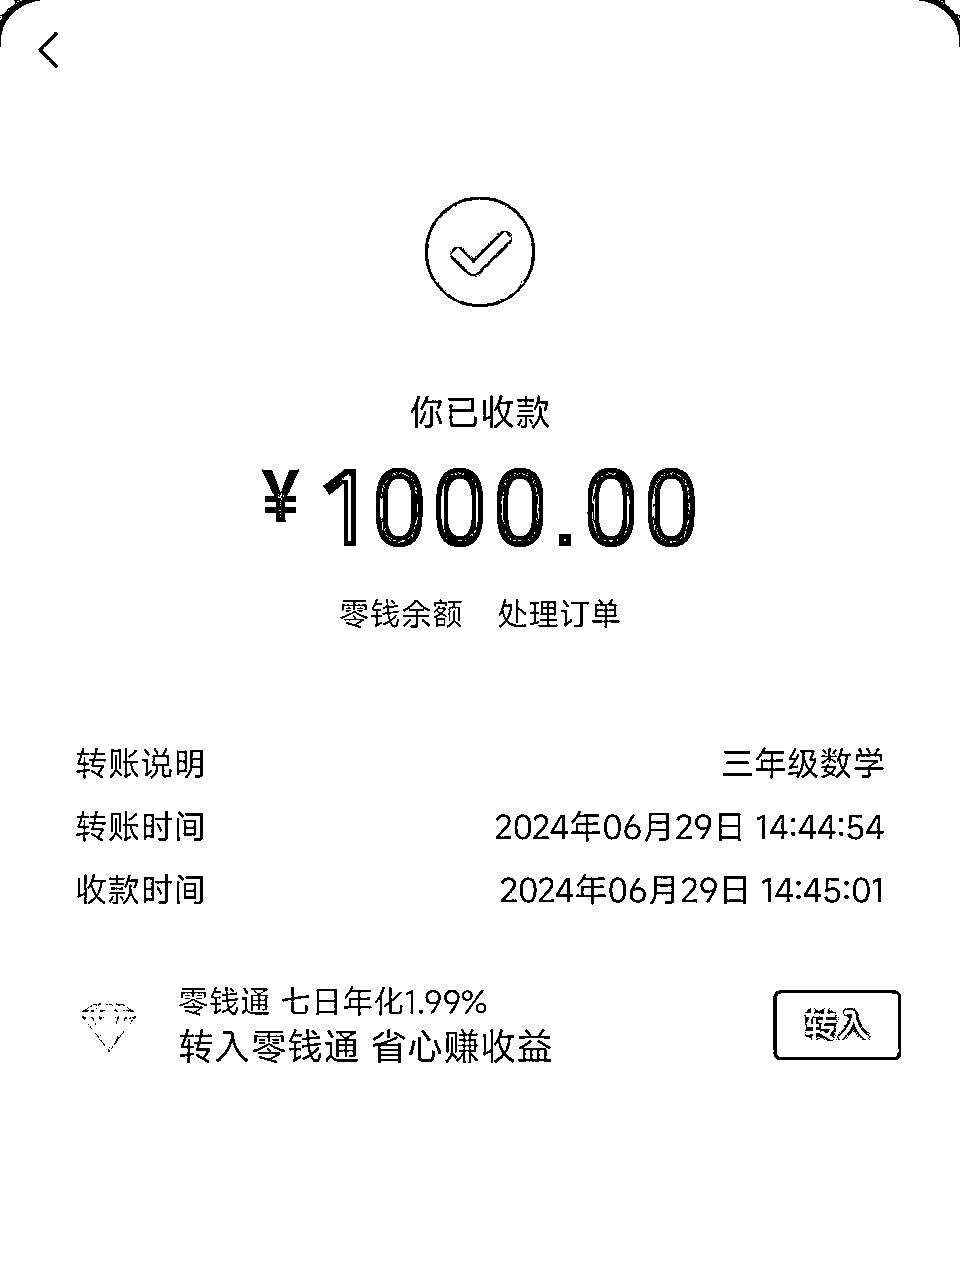 你已收款
¥1000.00
零钱余额 处理订单
转账说明 三年级数学
转账时间 2024年06月29日 14:44:54
收款时间 2024年06月29日 14:45:01
零钱通 七日年化1.99%
转入零钱通 省心赚收益
转入